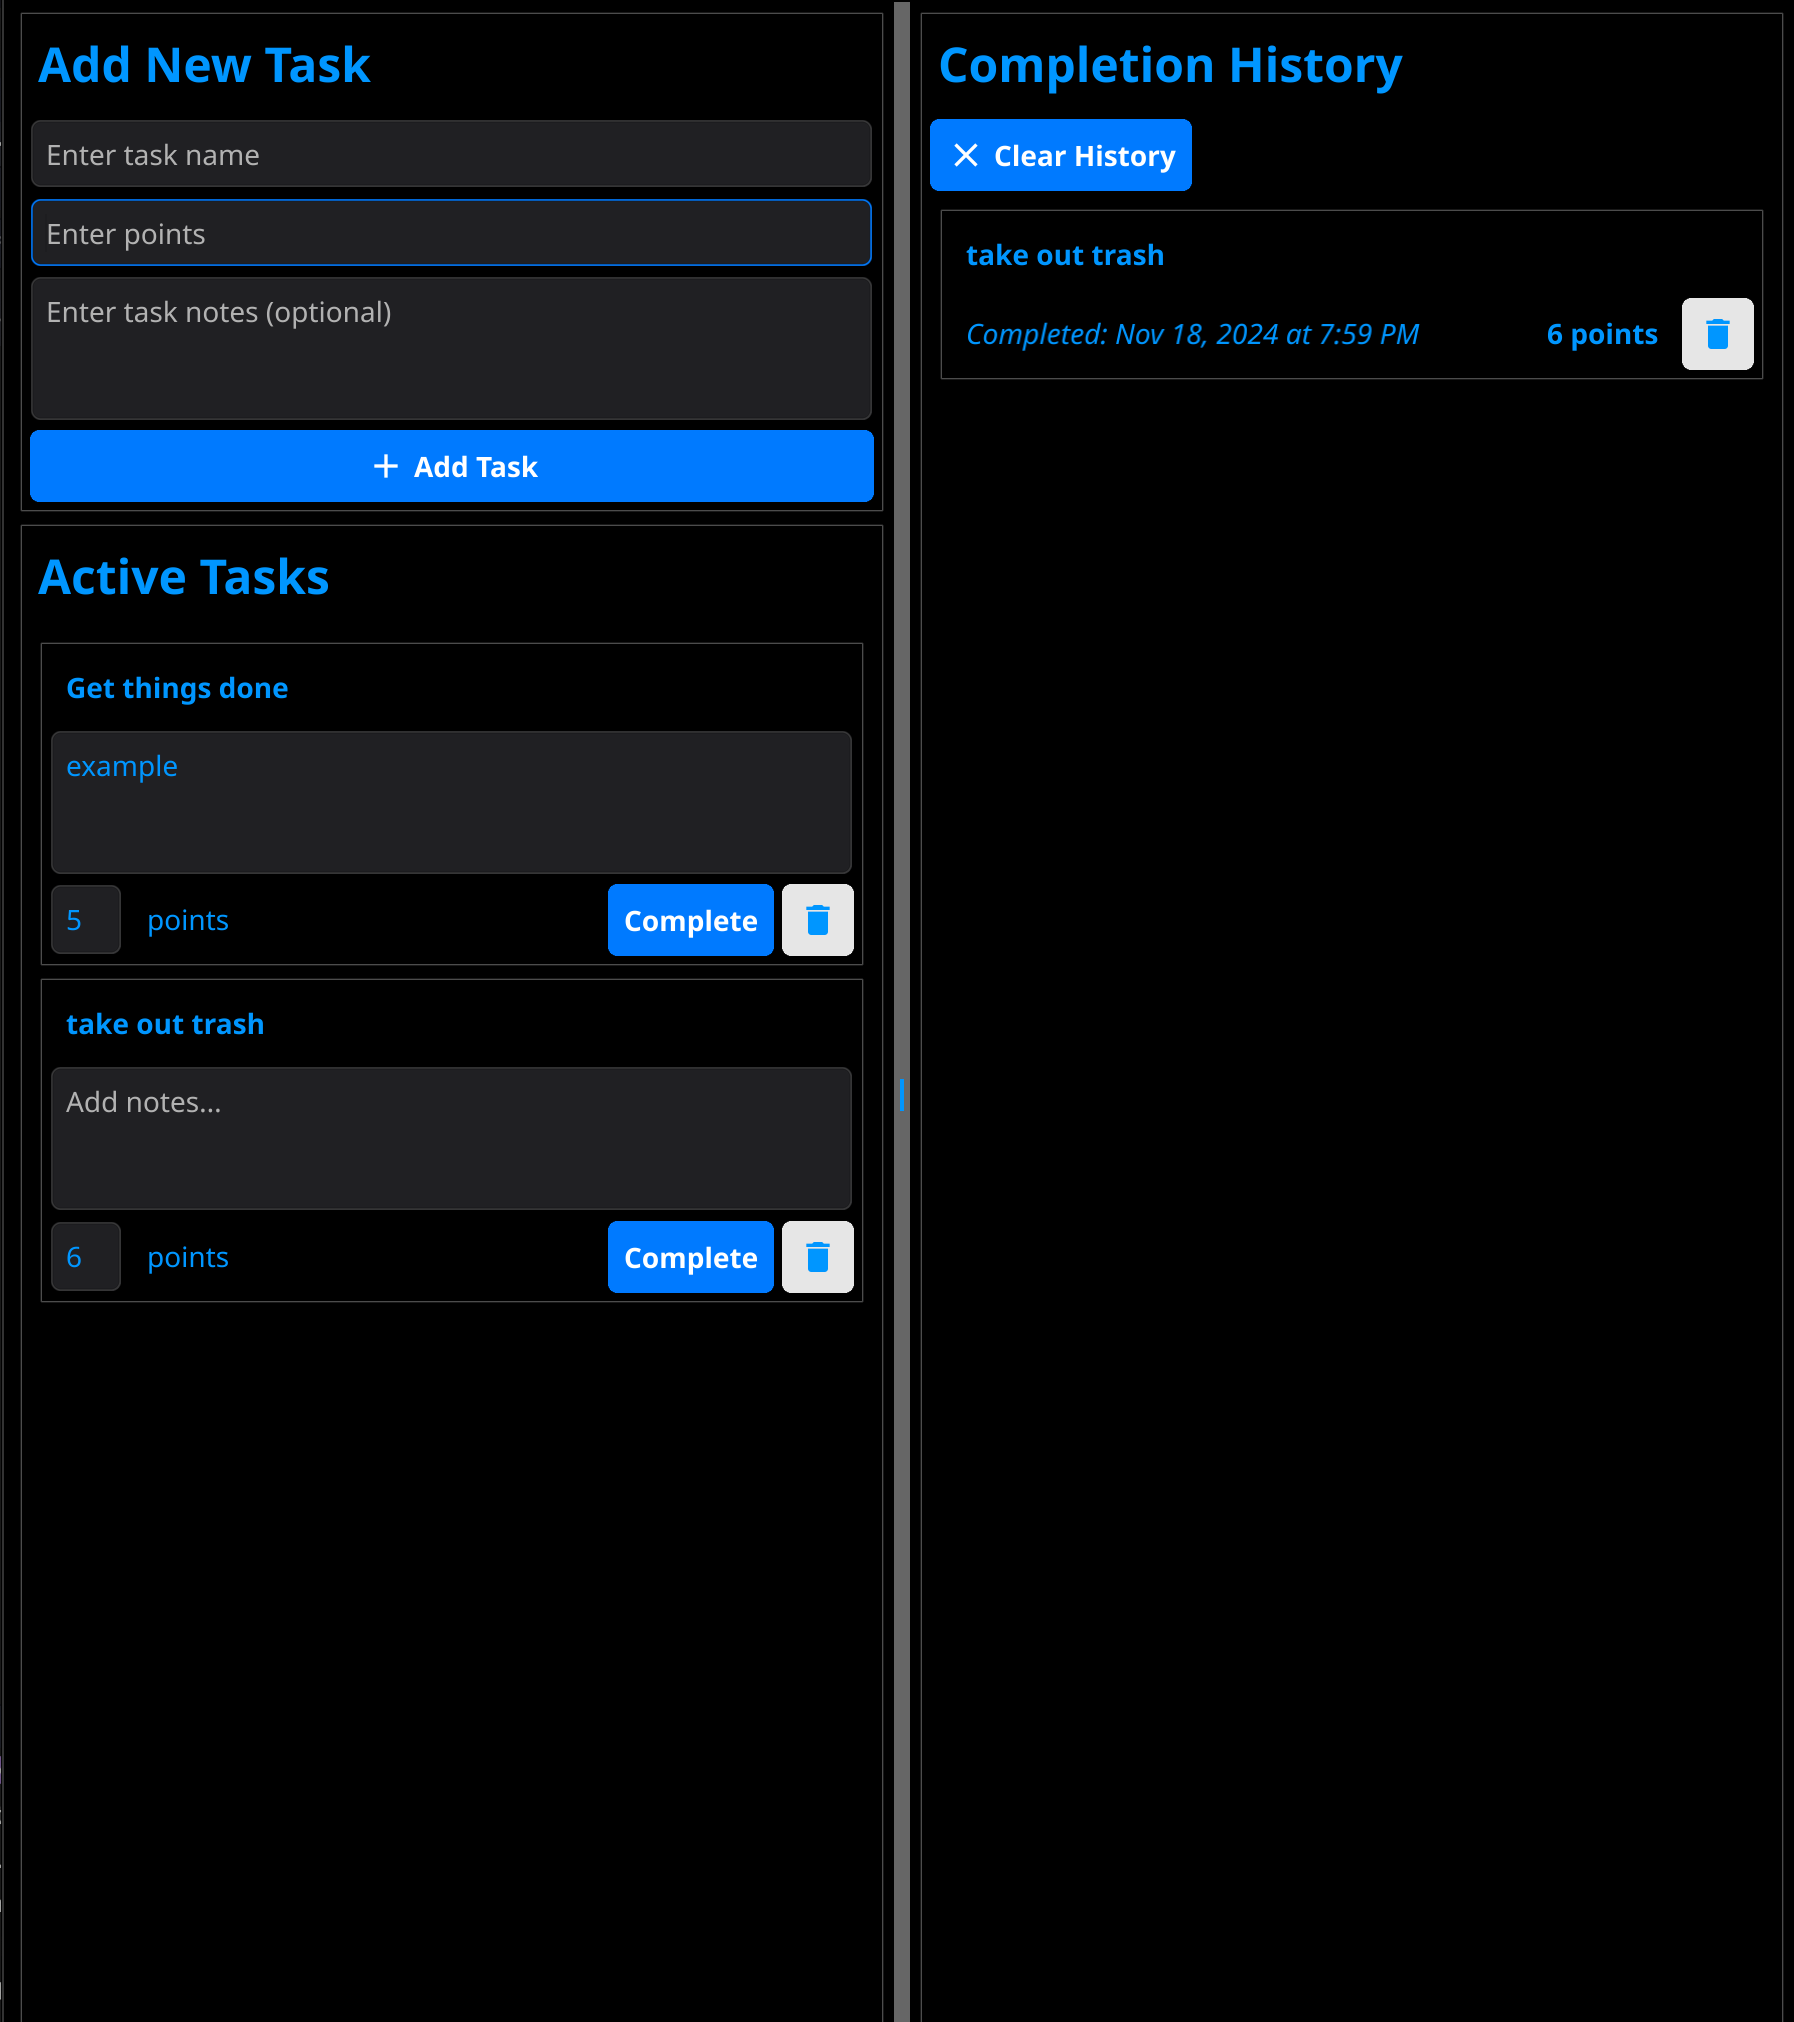 Add New Task
Enter task name
Enter points
Enter task notes (optional)
Add Task
Active Tasks
Get things done
example
5 points
Complete
take out trash
Add notes...
6 points
Complete
Completion History
Clear History
take out trash
Completed: Nov 18, 2024 at 7:59 PM
6 points